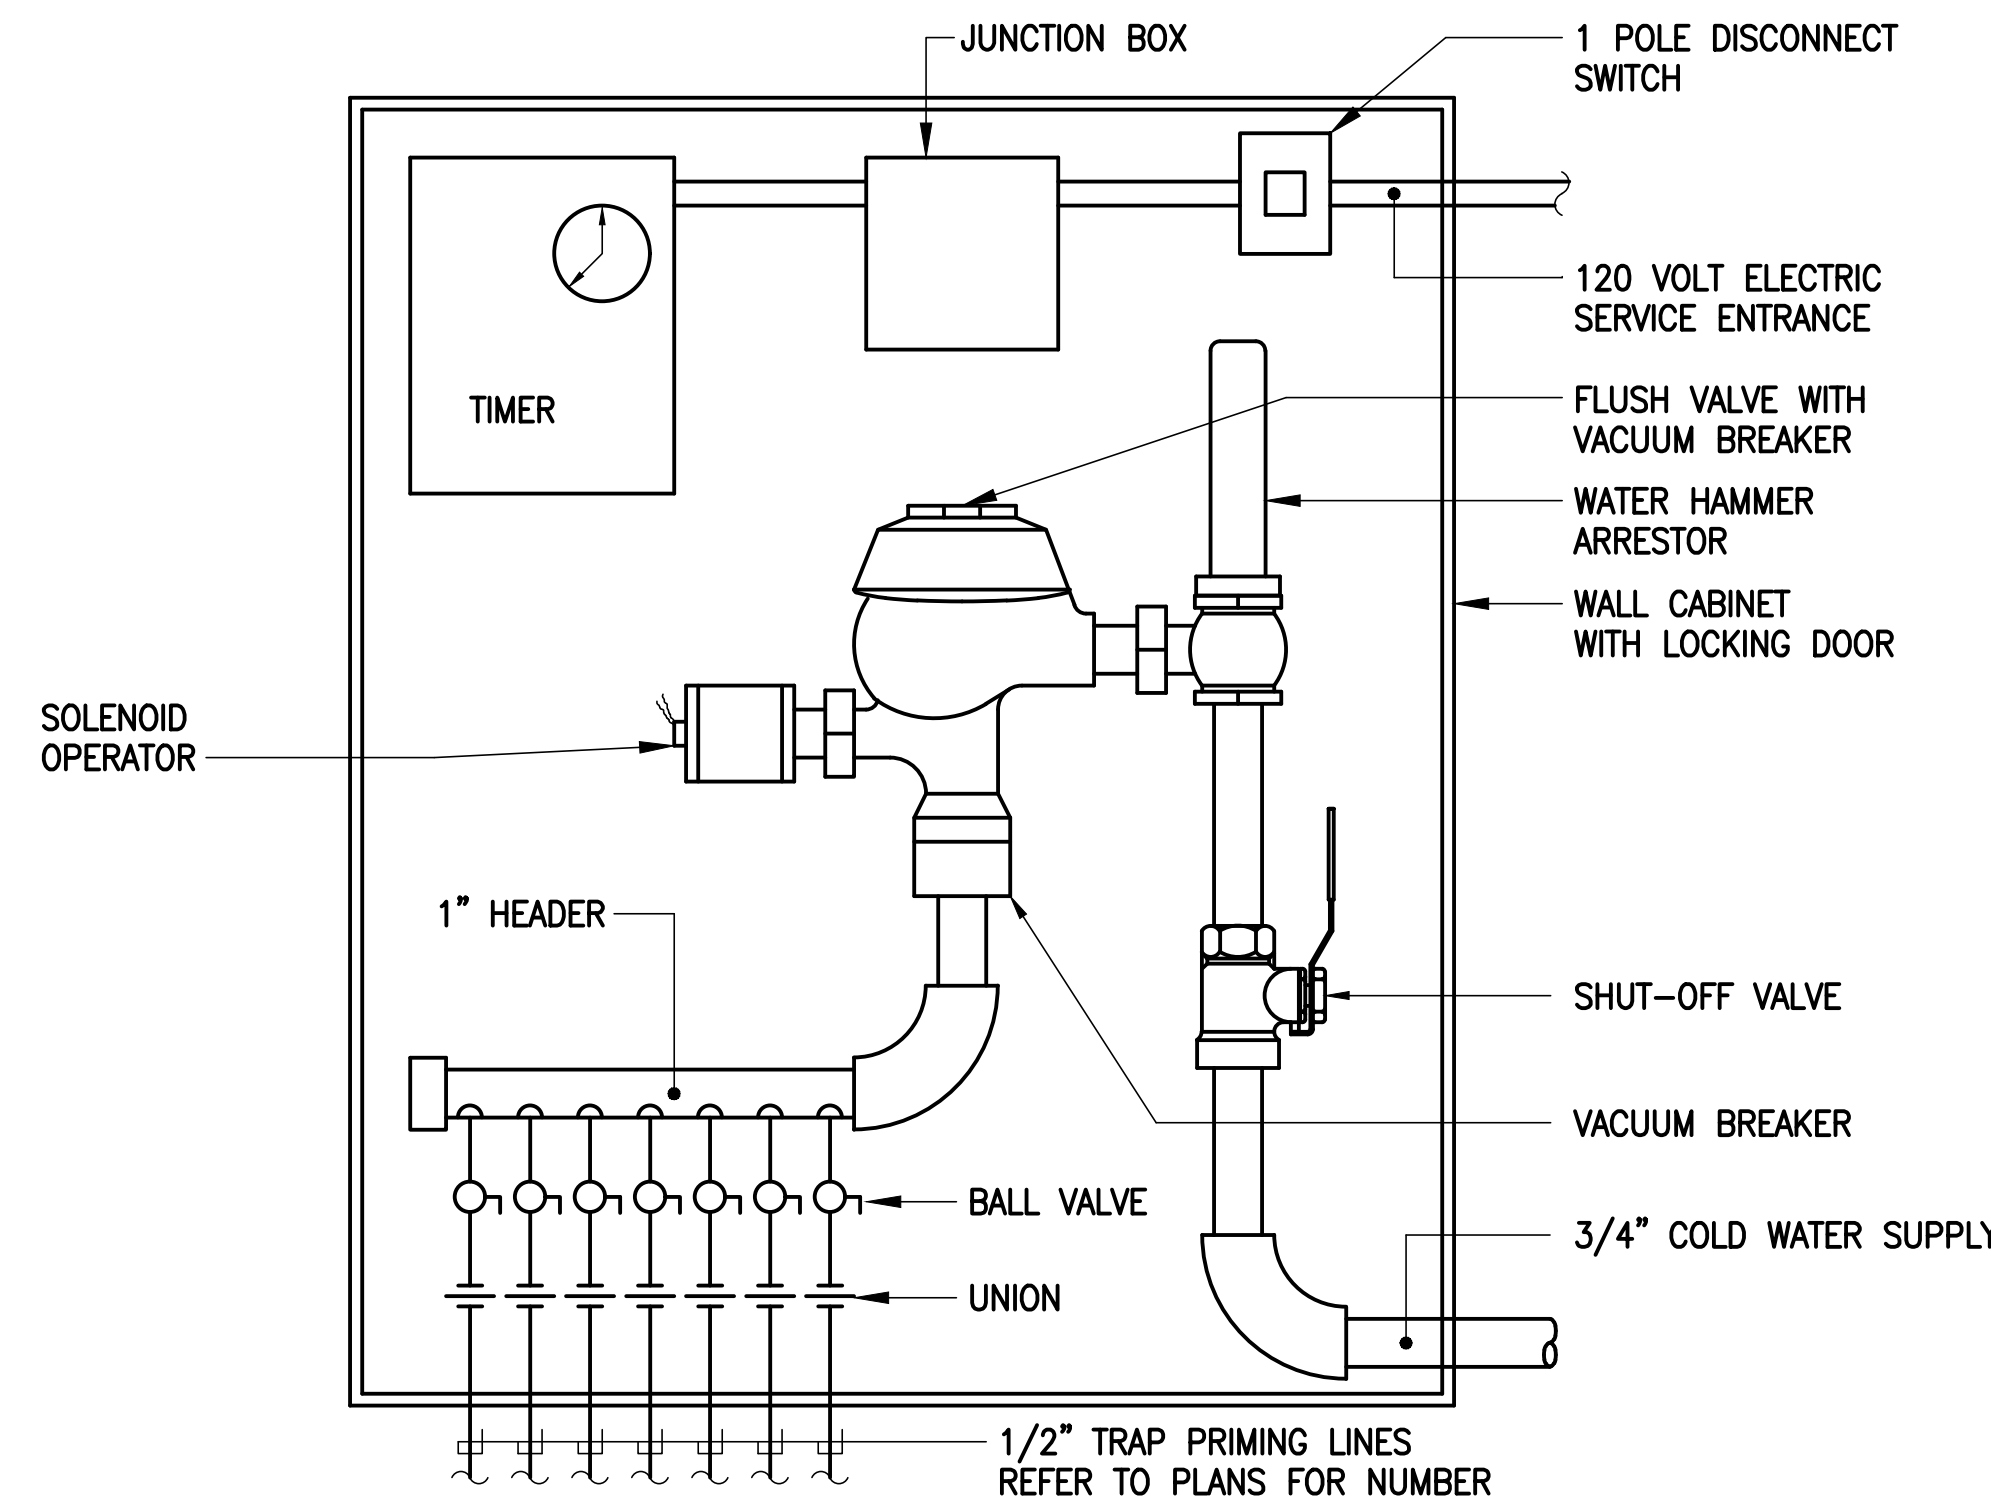 JUNCTION BOX
1 POLE DISCONNECT
SWITCH
120 VOLT ELECTRIC
SERVICE ENTRANCE
TIMER
FLUSH VALVE WITH
VACUUM BREAKER
WATER HAMMER
ARRESTOR
WALL CABINET
WITH LOCKING DOOR
SOLENOID
OPERATOR
1” HEADER
SHUT-OFF VALVE
VACUUM BREAKER
BALL VALVE
3/4” COLD WATER SUPPLY
UNION
1/2” TRAP PRIMING LINES
REFER TO PLANS FOR NUMBER